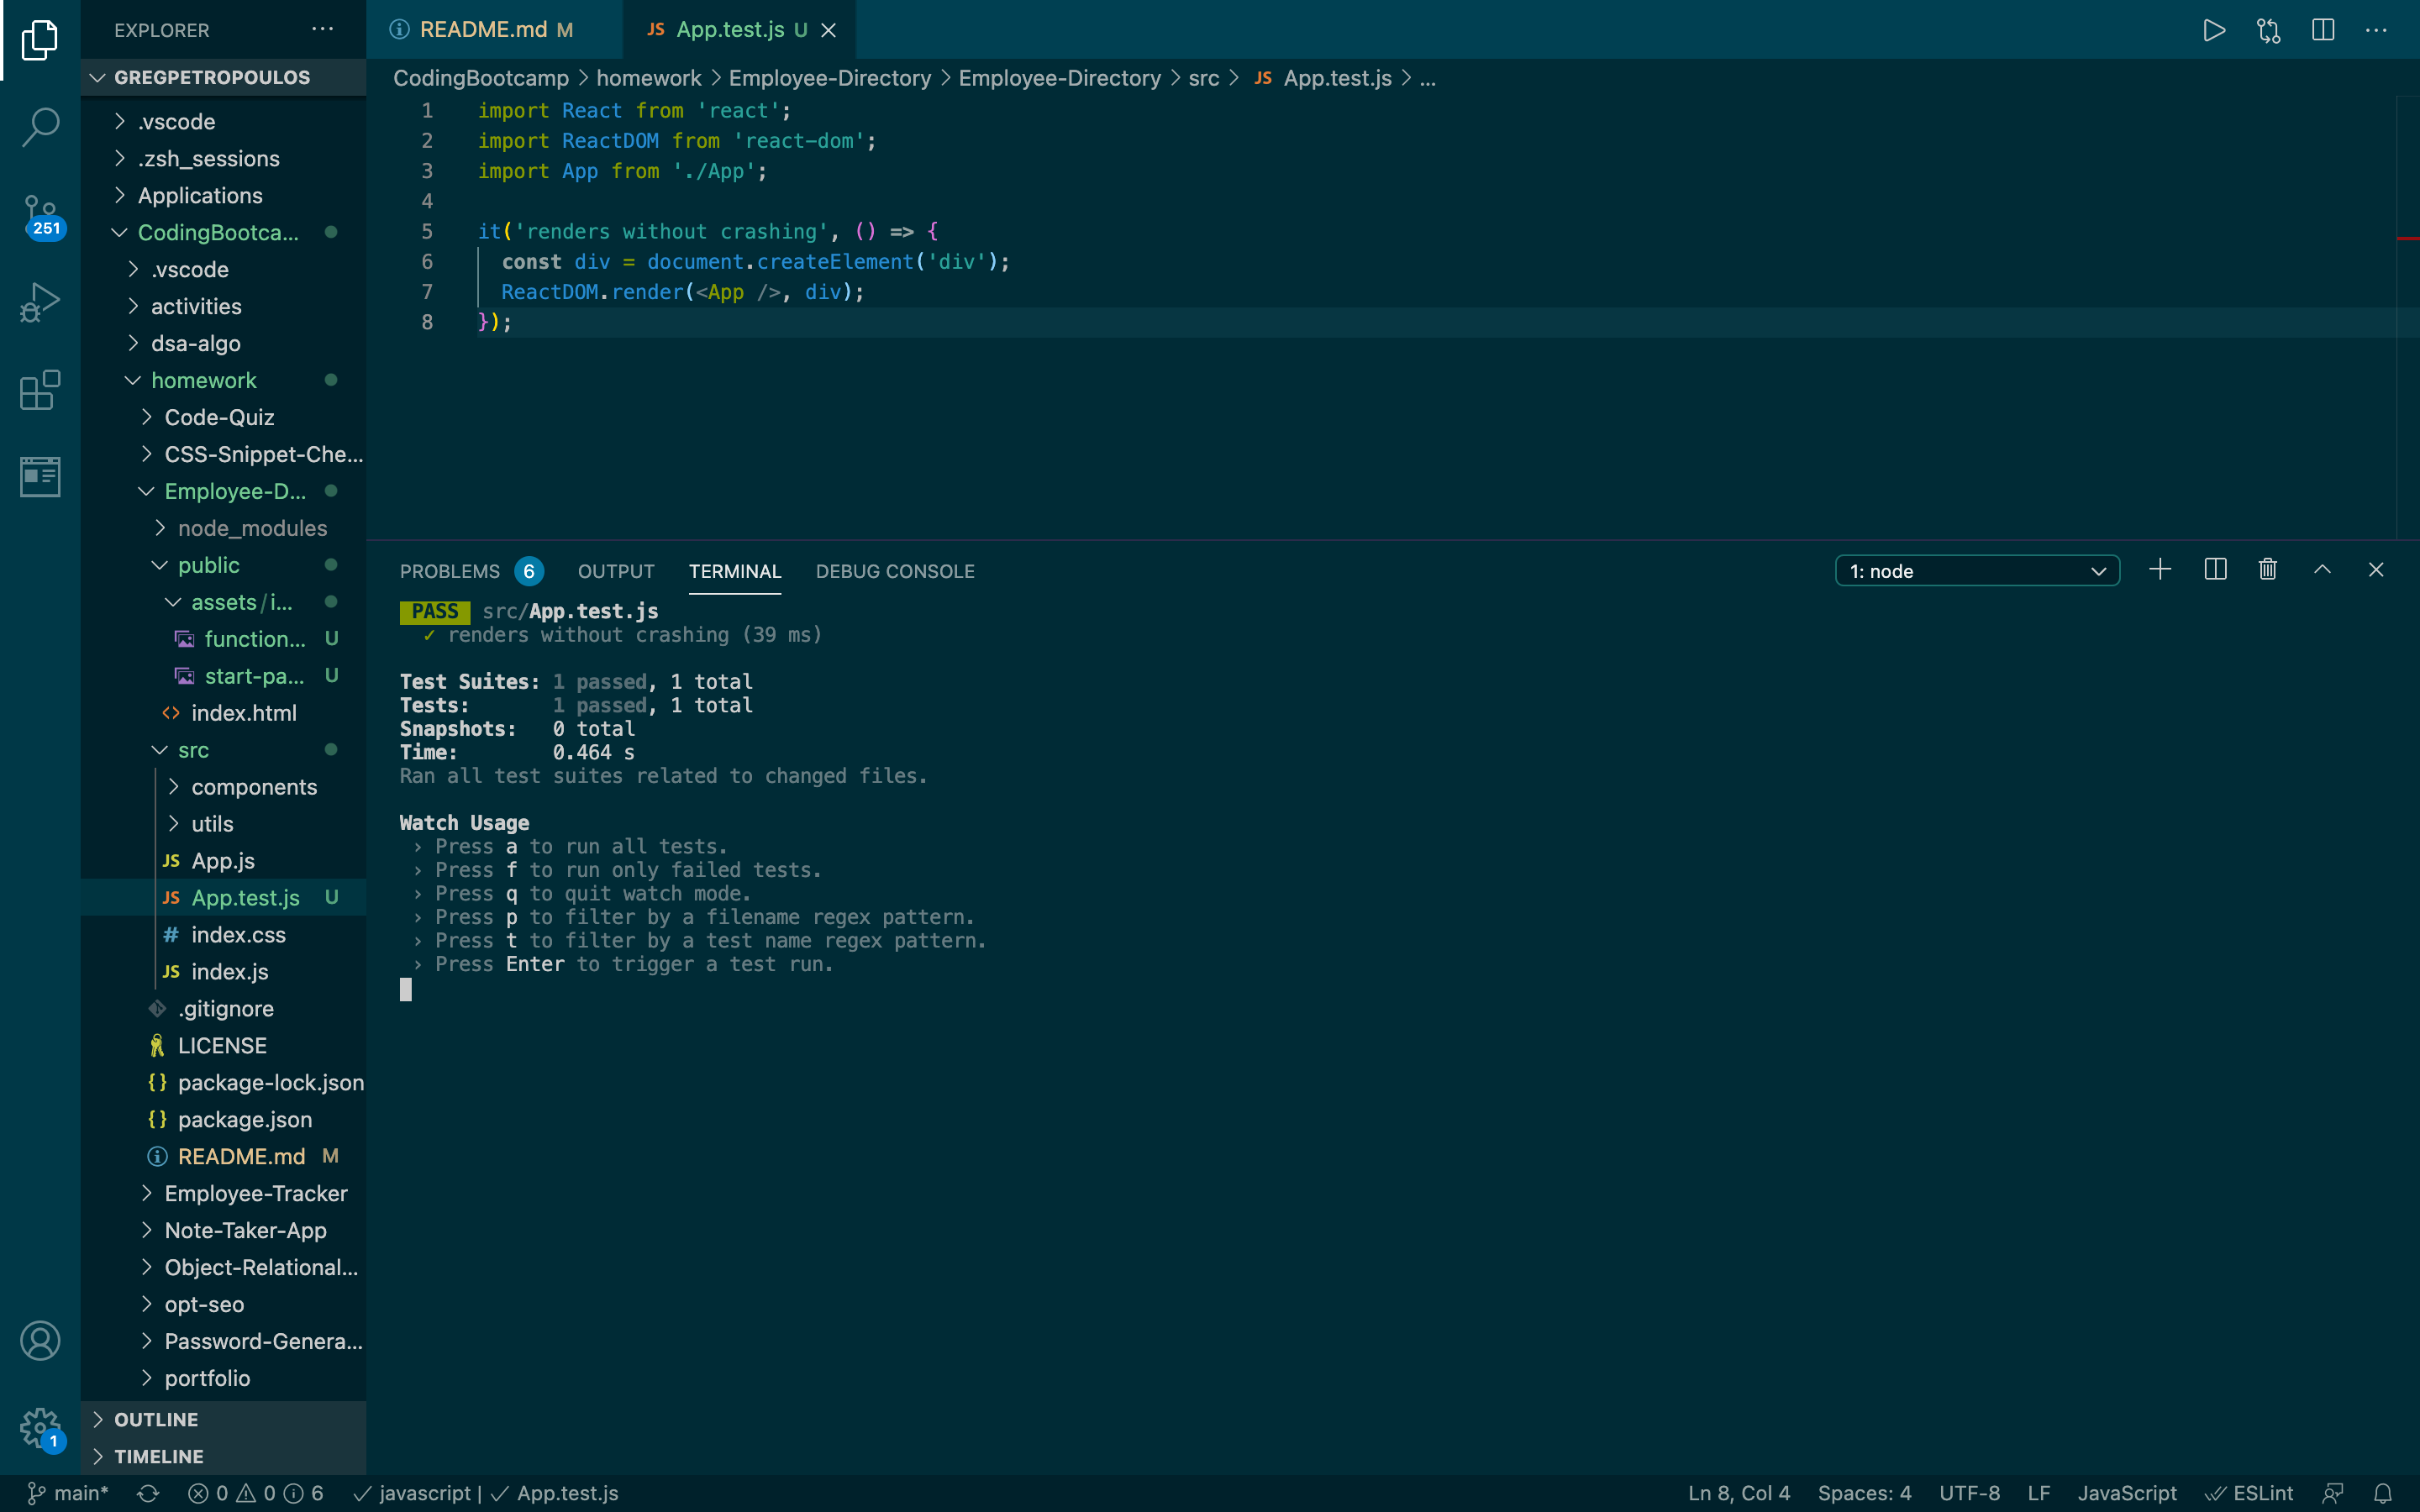 EXPLORER
GREGPETROPOULOS
.vscode
.zsh_sessions
Applications
CodingBootca...
.vscode
activities
dsa-algo
homework
Code-Quiz
CSS-Snippet-Che...
Employee-D...
node_modules
public
assets/i...
function... U
start-pa... U
index.html
src
components
utils
JS App.js
JS App.test.js U
# index.css
JS index.js
.gitignore
LICENSE
{} package-lock.json
{} package.json
README.md M
Employee-Tracker
Note-Taker-App
Object-Relational...
opt-seo
Password-Genera...
portfolio
OUTLINE
TIMELINE
251
1
README.md M
JS App.test.js U
CodingBootcamp > homework > Employee-Directory > Employee-Directory > src > JS App.test.js > ...
1 import React from 'react';
2 import ReactDOM from 'react-dom';
3 import App from './App';
4
5 it('renders without crashing', () => {
6 const div = document.createElement('div');
7 ReactDOM.render(<App />, div);
8 });
PROBLEMS 6 OUTPUT TERMINAL DEBUG CONSOLE
1: node
PASS src/App.test.js
✓ renders without crashing (39 ms)
Test Suites: 1 passed, 1 total
Tests: 1 passed, 1 total
Snapshots: 0 total
Time: 0.464 s
Ran all test suites related to changed files.
Watch Usage
› Press a to run all tests.
› Press f to run only failed tests.
› Press q to quit watch mode.
› Press p to filter by a filename regex pattern.
› Press t to filter by a test name regex pattern.
› Press Enter to trigger a test run.
main* 0 0 6 ✓ javascript | ✓ App.test.js
Ln 8, Col 4 Spaces: 4 UTF-8 LF JavaScript ESLint